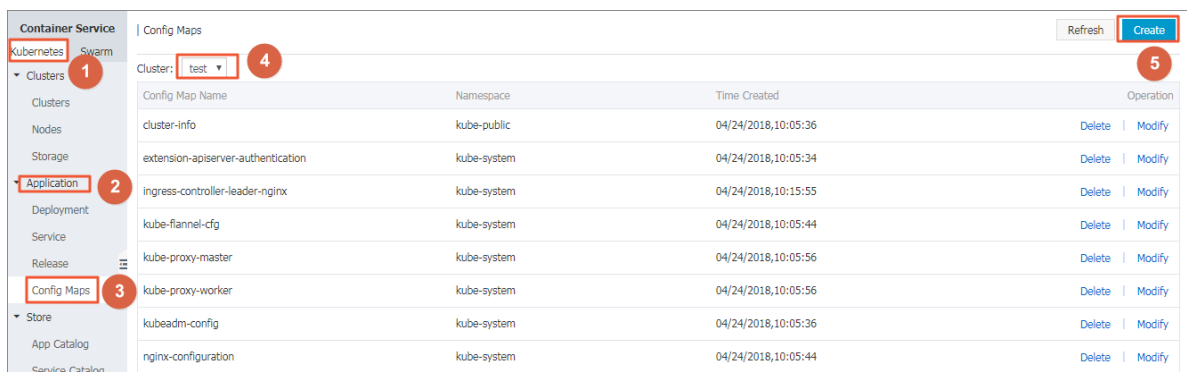 Container Service
Kubernetes Swarm
1
Clusters
Clusters
Nodes
Storage
Application 2
Deployment
Service
Release
Config Maps 3
Store
App Catalog
Service Catalog
Config Maps Refresh Create
5
Cluster: test 4
Config Map Name Namespace Time Created Operation
cluster-info kube-public 04/24/2018,10:05:36 Delete | Modify
extension-apiserver-authentication kube-system 04/24/2018,10:05:34 Delete | Modify
ingress-controller-leader-nginx kube-system 04/24/2018,10:15:55 Delete | Modify
kube-flannel-cfg kube-system 04/24/2018,10:05:44 Delete | Modify
kube-proxy-master kube-system 04/24/2018,10:05:56 Delete | Modify
kube-proxy-worker kube-system 04/24/2018,10:05:56 Delete | Modify
kubeadm-config kube-system 04/24/2018,10:05:36 Delete | Modify
nginx-configuration kube-system 04/24/2018,10:05:44 Delete | Modify